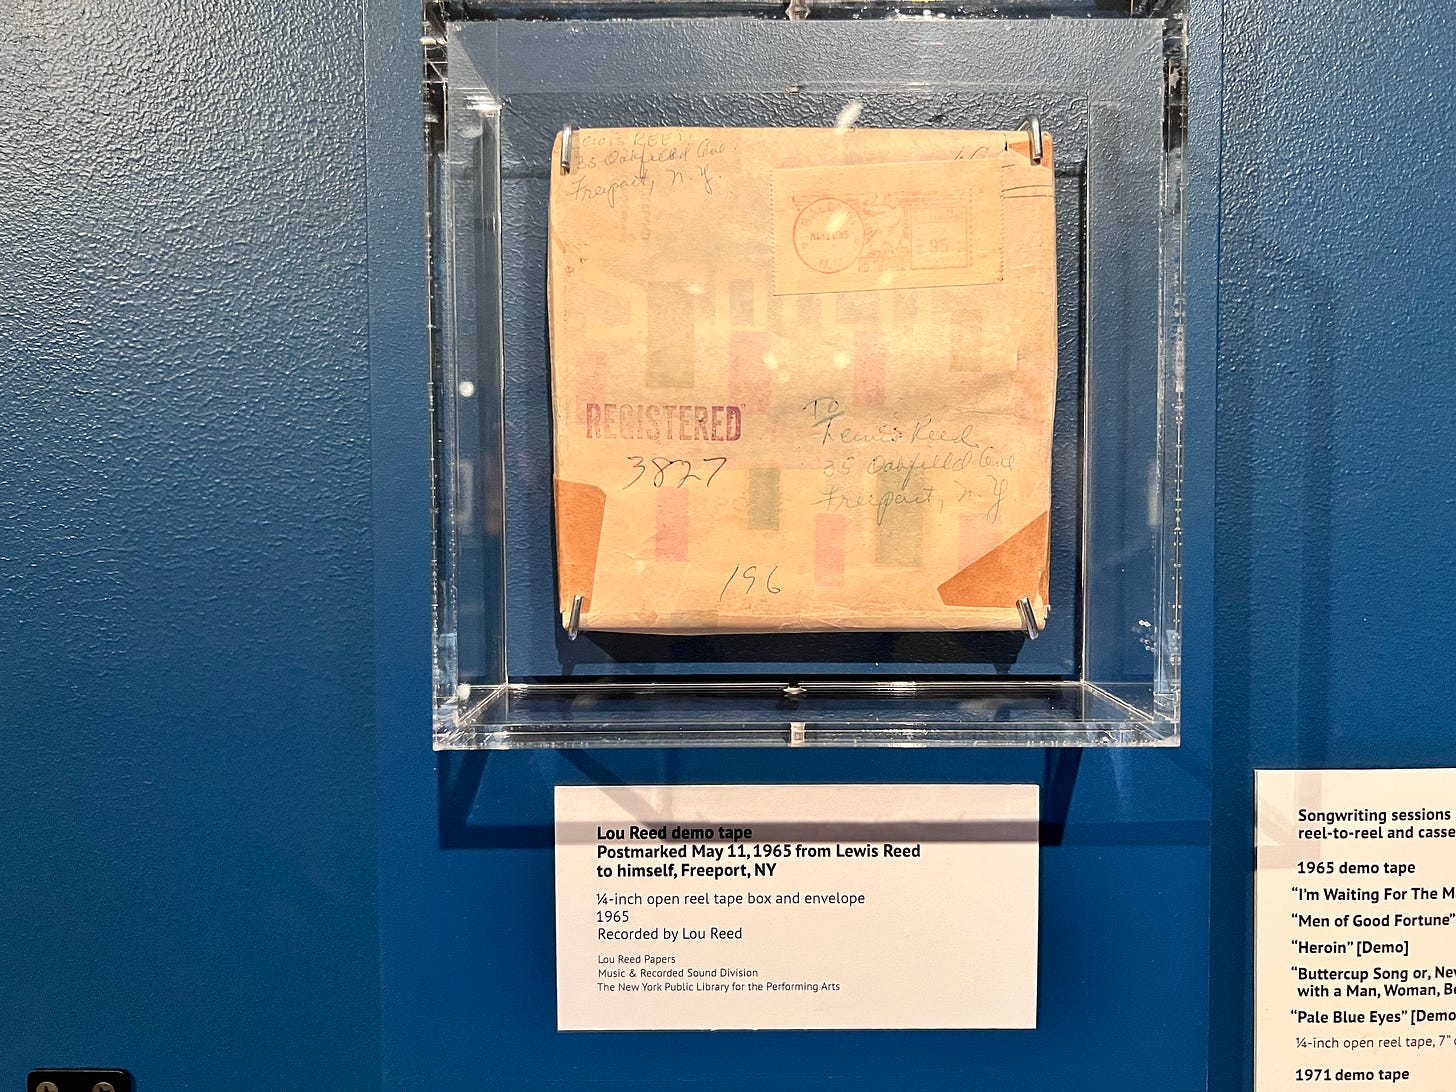 LEWIS REED
35 Oakfield Ave
Freeport, N.Y.
MAY 11 '65
N.Y.
95
REGISTERED
3827
To
Lewis Reed
35 Oakfield Ave
Freeport, N.Y
196
Lou Reed demo tape
Postmarked May 11, 1965 from Lewis Reed
to himself, Freeport, NY
¼-inch open reel tape box and envelope
1965
Recorded by Lou Reed
Lou Reed Papers
Music & Recorded Sound Division
The New York Public Library for the Performing Arts
Songwriting sessions
reel-to-reel and casse
1965 demo tape
“I’m Waiting For The M
“Men of Good Fortune”
“Heroin” [Demo]
“Buttercup Song or, Nev
with a Man, Woman, Be
“Pale Blue Eyes” [Demo
¼-inch open reel tape, 7”
1971 demo tape